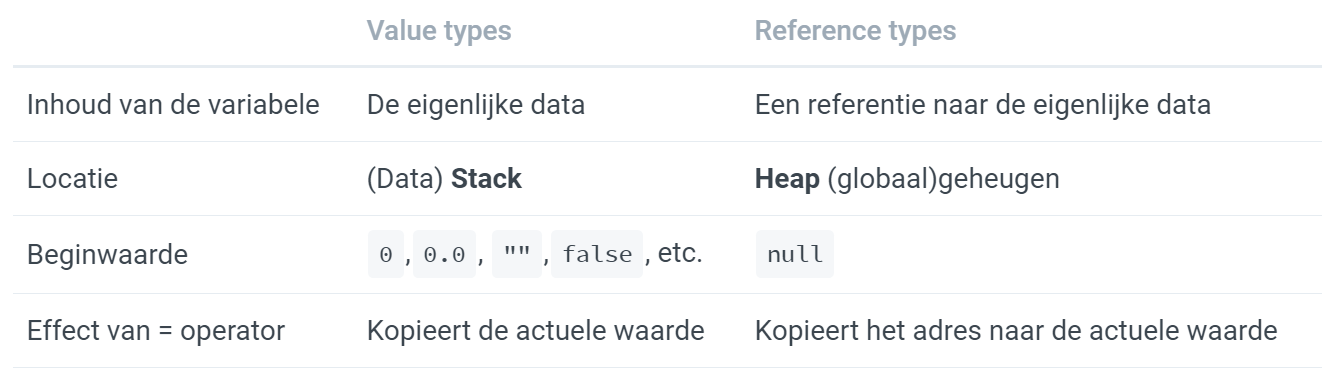 Value types Reference types
Inhoud van de variabele De eigenlijke data Een referentie naar de eigenlijke data
Locatie (Data) Stack Heap (globaal)geheugen
Beginwaarde 0 , 0.0 , "" , false , etc. null
Effect van = operator Kopieert de actuele waarde Kopieert het adres naar de actuele waarde